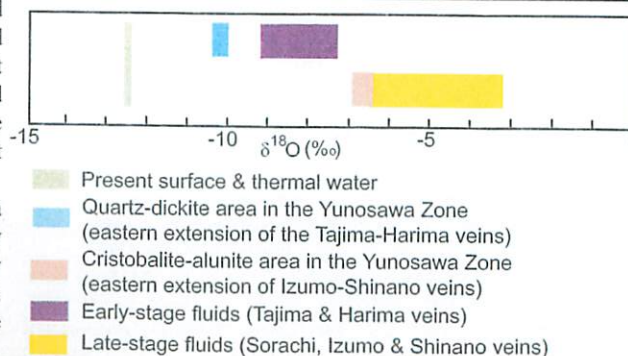 -15 -10 -5
δ18O (‰)
Present surface & thermal water
Quartz-dickite area in the Yunosawa Zone
(eastern extension of the Tajima-Harima veins)
Cristobalite-alunite area in the Yunosawa Zone
(eastern extension of Izumo-Shinano veins)
Early-stage fluids (Tajima & Harima veins)
Late-stage fluids (Sorachi, Izumo & Shinano veins)